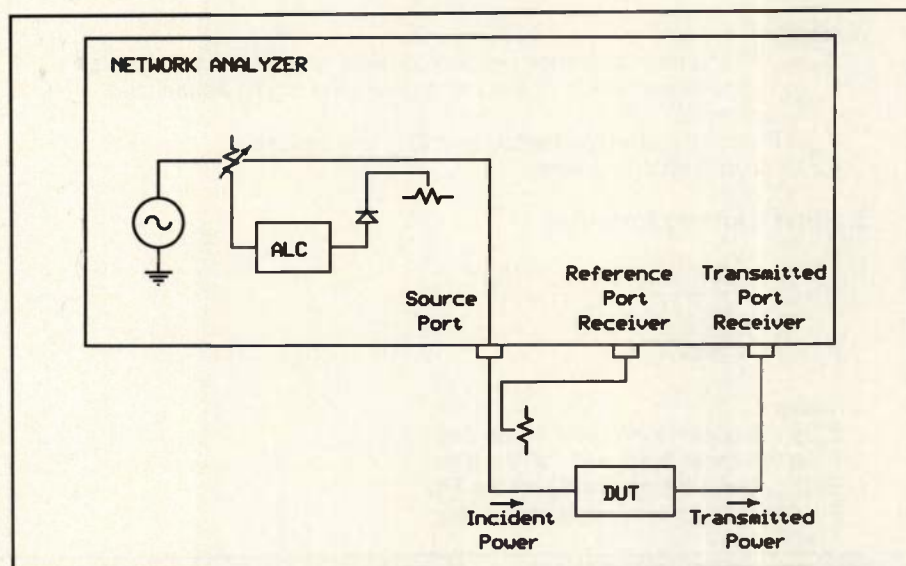 NETWORK ANALYZER
ALC
Source
Port
Reference
Port
Receiver
Transmitted
Port
Receiver
DUT
Incident
Power
Transmitted
Power